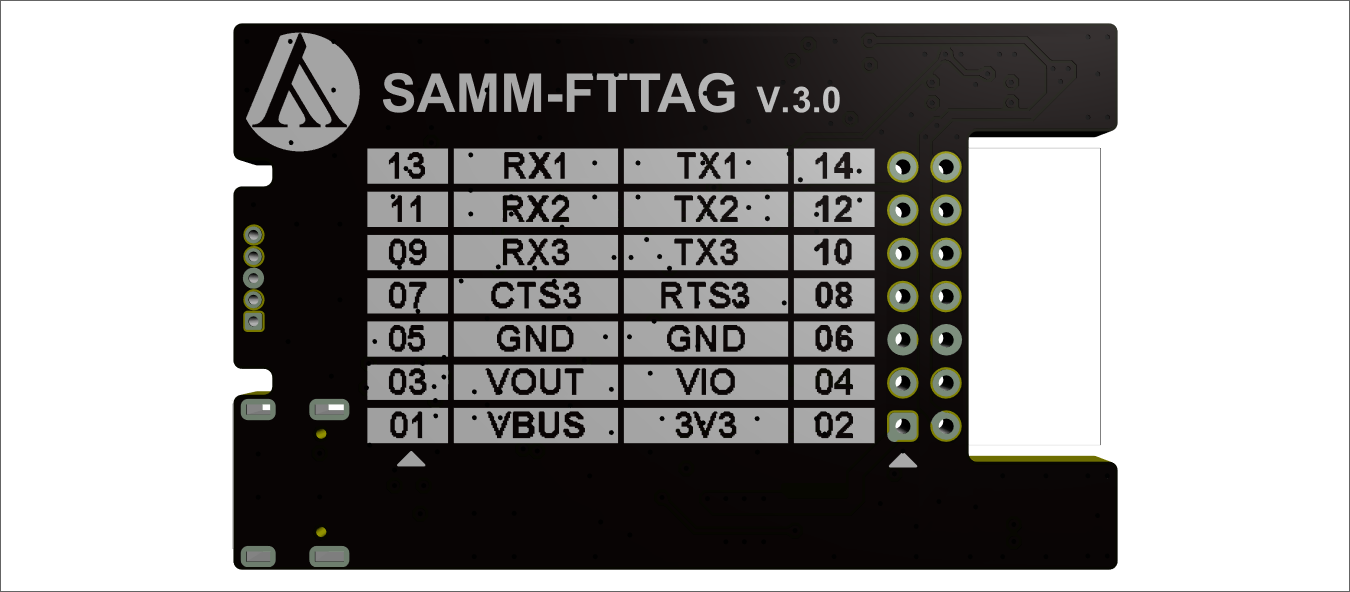 SAMM-FTTAG V.3.0
13 RX1 TX1 14
11 RX2 TX2 12
09 RX3 TX3 10
07 CTS3 RTS3 08
05 GND GND 06
03 VOUT VIO 04
01 VBUS 3V3 02